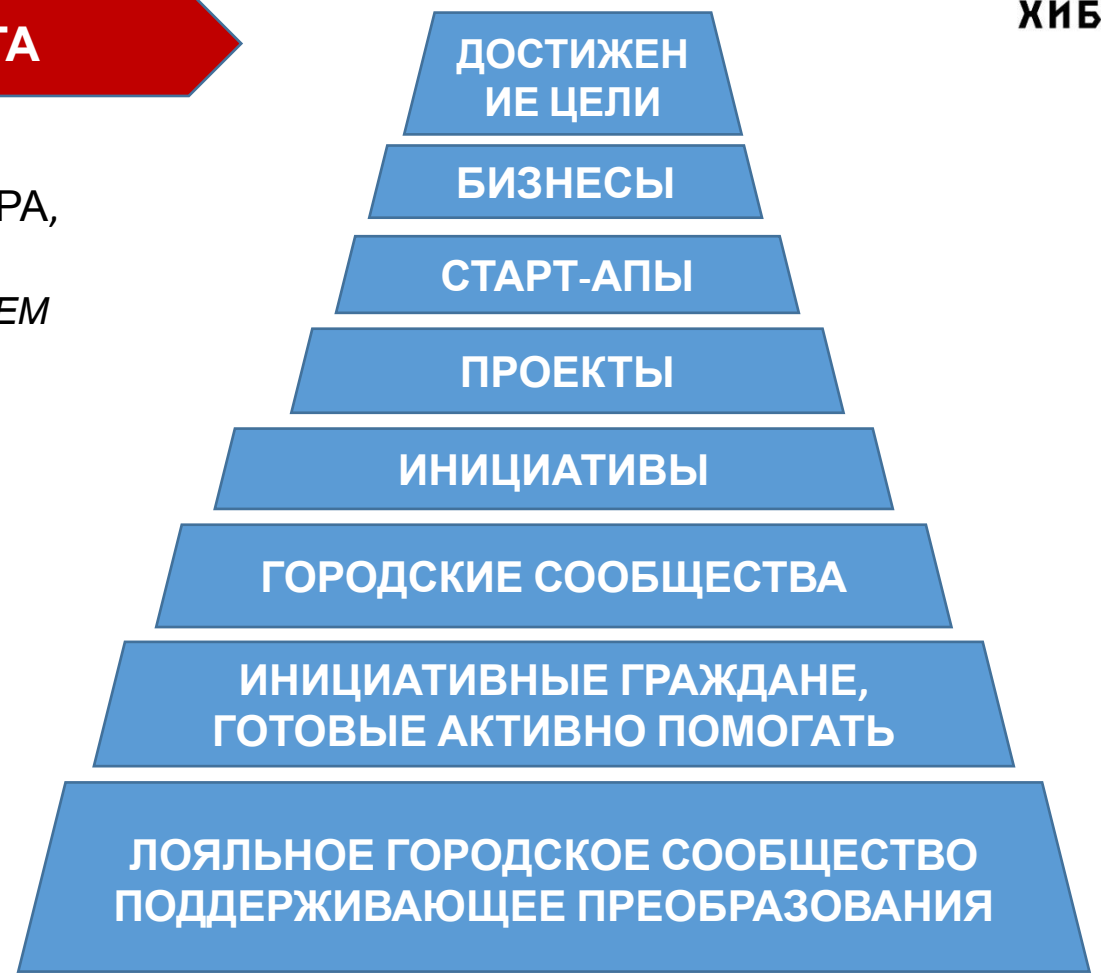 ТА
ХИБ
РА,
ЕМ
ДОСТИЖЕН
ИЕ ЦЕЛИ
БИЗНЕСЫ
СТАРТ-АПЫ
ПРОЕКТЫ
ИНИЦИАТИВЫ
ГОРОДСКИЕ СООБЩЕСТВА
ИНИЦИАТИВНЫЕ ГРАЖДАНЕ,
ГОТОВЫЕ АКТИВНО ПОМОГАТЬ
ЛОЯЛЬНОЕ ГОРОДСКОЕ СООБЩЕСТВО
ПОДДЕРЖИВАЮЩЕЕ ПРЕОБРАЗОВАНИЯ